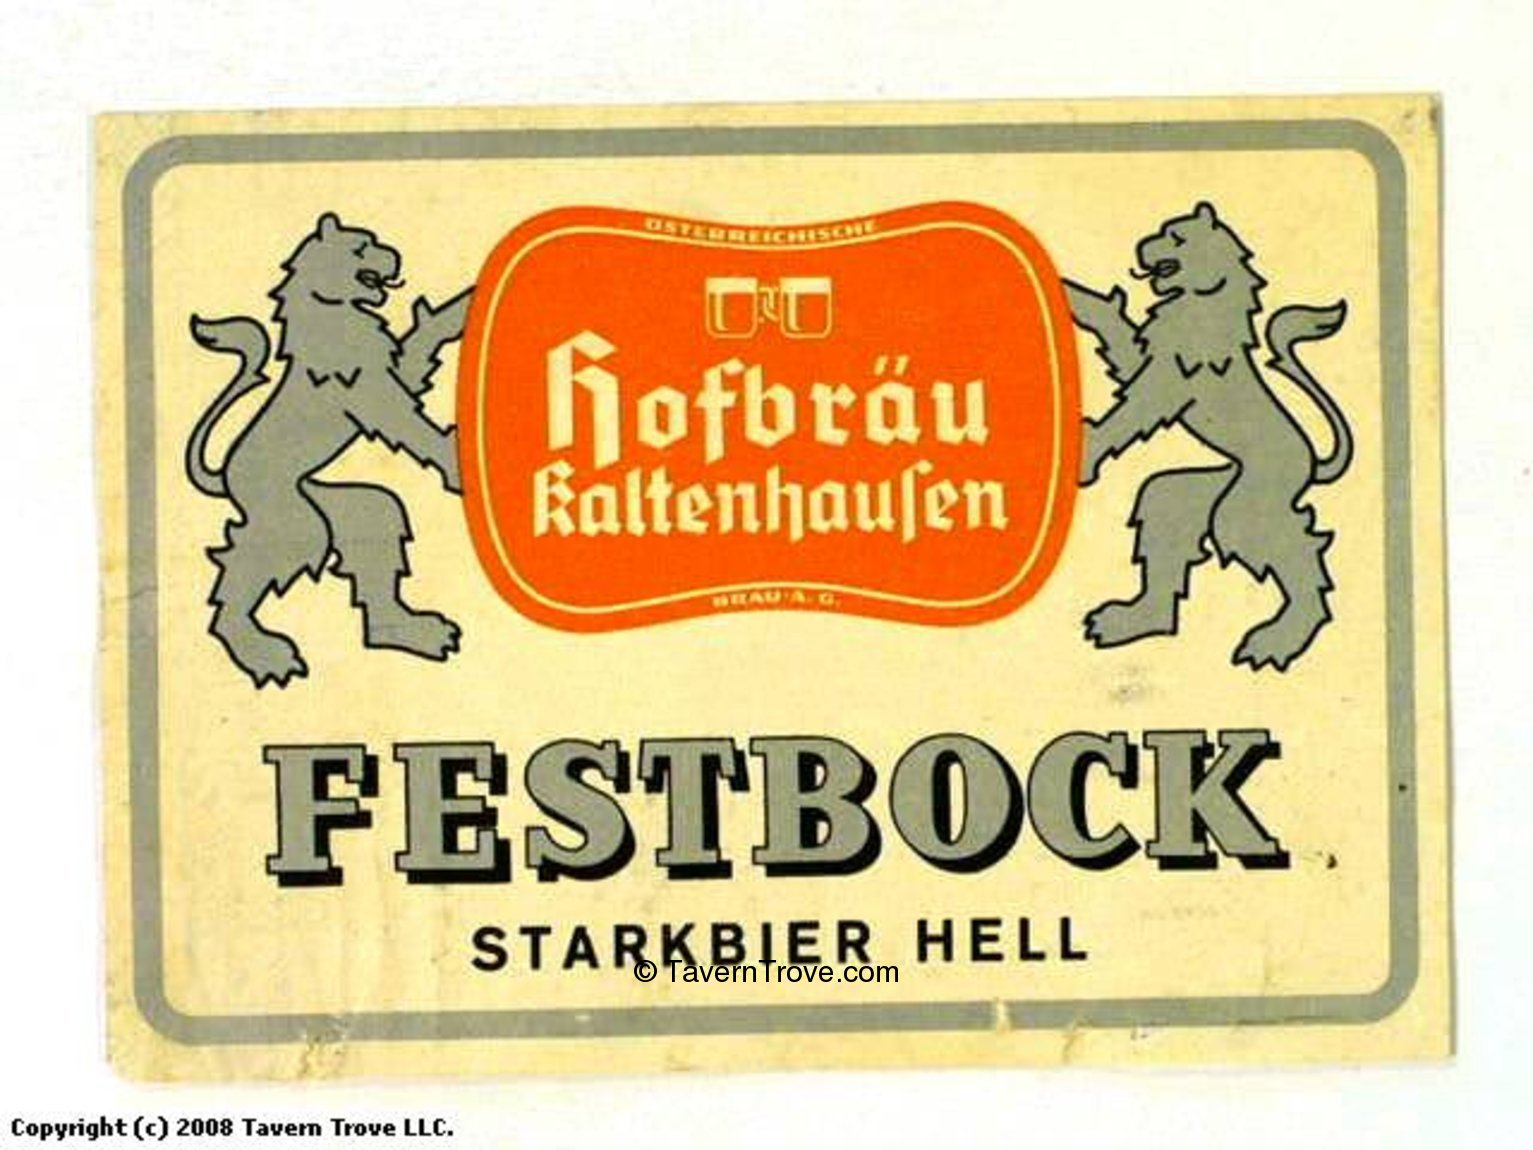 ÖSTERREICHISCHE
Hofbräu
Kaltenhauſen
BRAU A.G.
FESTBOCK
STARKBIER HELL
© TavernTrove.com
Copyright (c) 2008 Tavern Trove LLC.